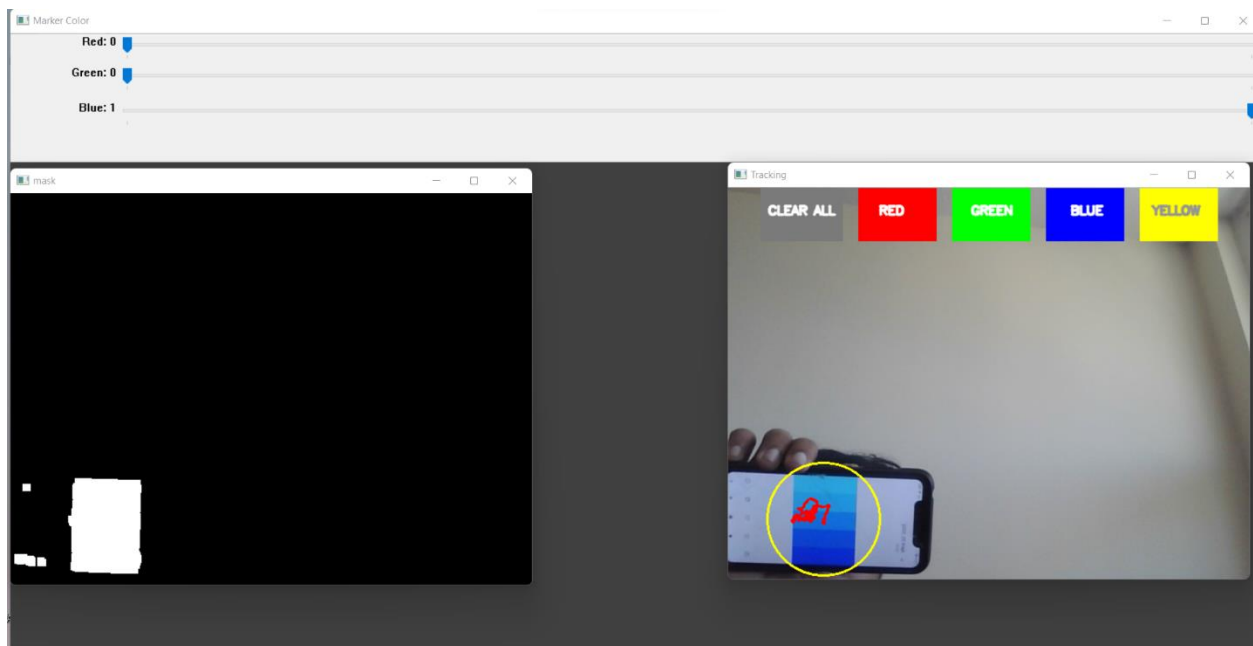 Marker Color
Red: 0
Green: 0
Blue: 1
mask
Tracking
CLEAR ALL
RED
GREEN
BLUE
YELLOW